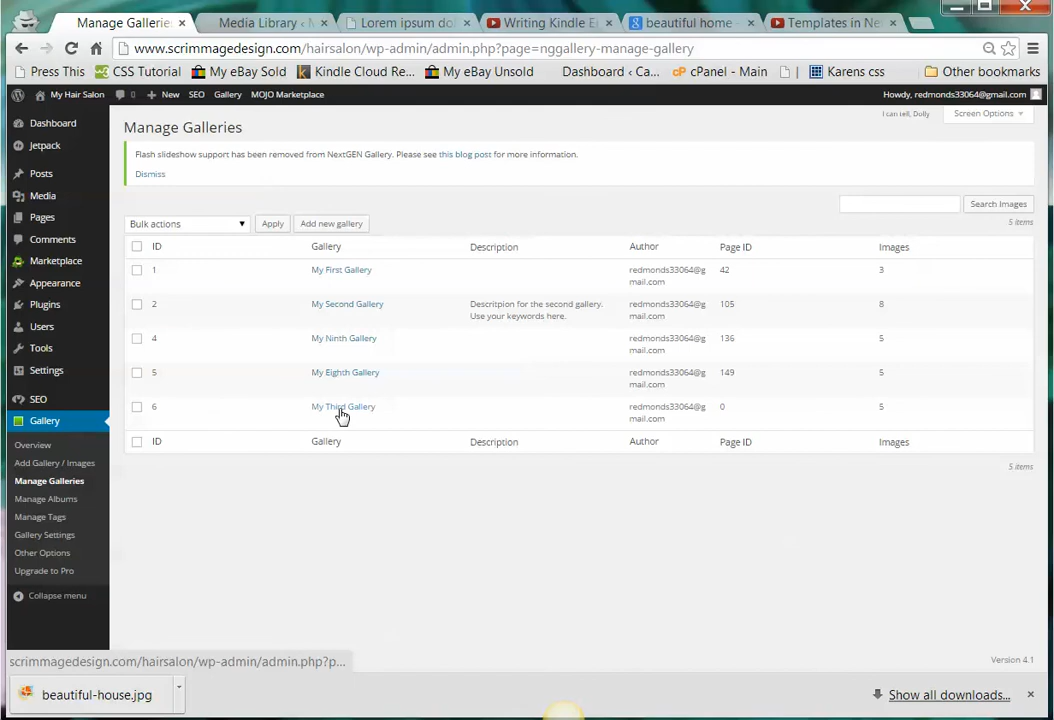 Manage Galleries × Media Library ‹ M × Lorem ipsum do × Writing Kindle E × beautiful home - × Templates in Ne ×
www.scrimmagedesign.com/hairsalon/wp-admin/admin.php?page=nggallery-manage-gallery
Press This CSS Tutorial My eBay Sold Kindle Cloud Re... My eBay Unsold Dashboard ‹ Ca... cPanel - Main Karens css Other bookmarks
My Hair Salon 0 New SEO Gallery MOJO Marketplace Howdy, redmonds33064@gmail.com
I can tell, Dolly Screen Options
Manage Galleries
Flash slideshow support has been removed from NextGEN Gallery. Please see this blog post for more information.
Dismiss
Dashboard
Jetpack
Posts
Media
Pages
Comments
Marketplace
Appearance
Plugins
Users
Tools
Settings
SEO
Gallery
Overview
Add Gallery / Images
Manage Galleries
Manage Albums
Manage Tags
Gallery Settings
Other Options
Upgrade to Pro
Collapse menu
Search Images
Bulk actions Apply Add new gallery 5 items
ID Gallery Description Author Page ID Images
1 My First Gallery redmonds33064@g 42 3
mail.com
2 My Second Gallery Descritpion for the second gallery. redmonds33064@g 105 8
Use your keywords here. mail.com
4 My Ninth Gallery redmonds33064@g 136 5
mail.com
5 My Eighth Gallery redmonds33064@g 149 5
mail.com
6 My Third Gallery redmonds33064@g 0 5
mail.com
ID Gallery Description Author Page ID Images
5 items
scrimmagedesign.com/hairsalon/wp-admin/admin.php?p... Version 4.1
beautiful-house.jpg Show all downloads... ×